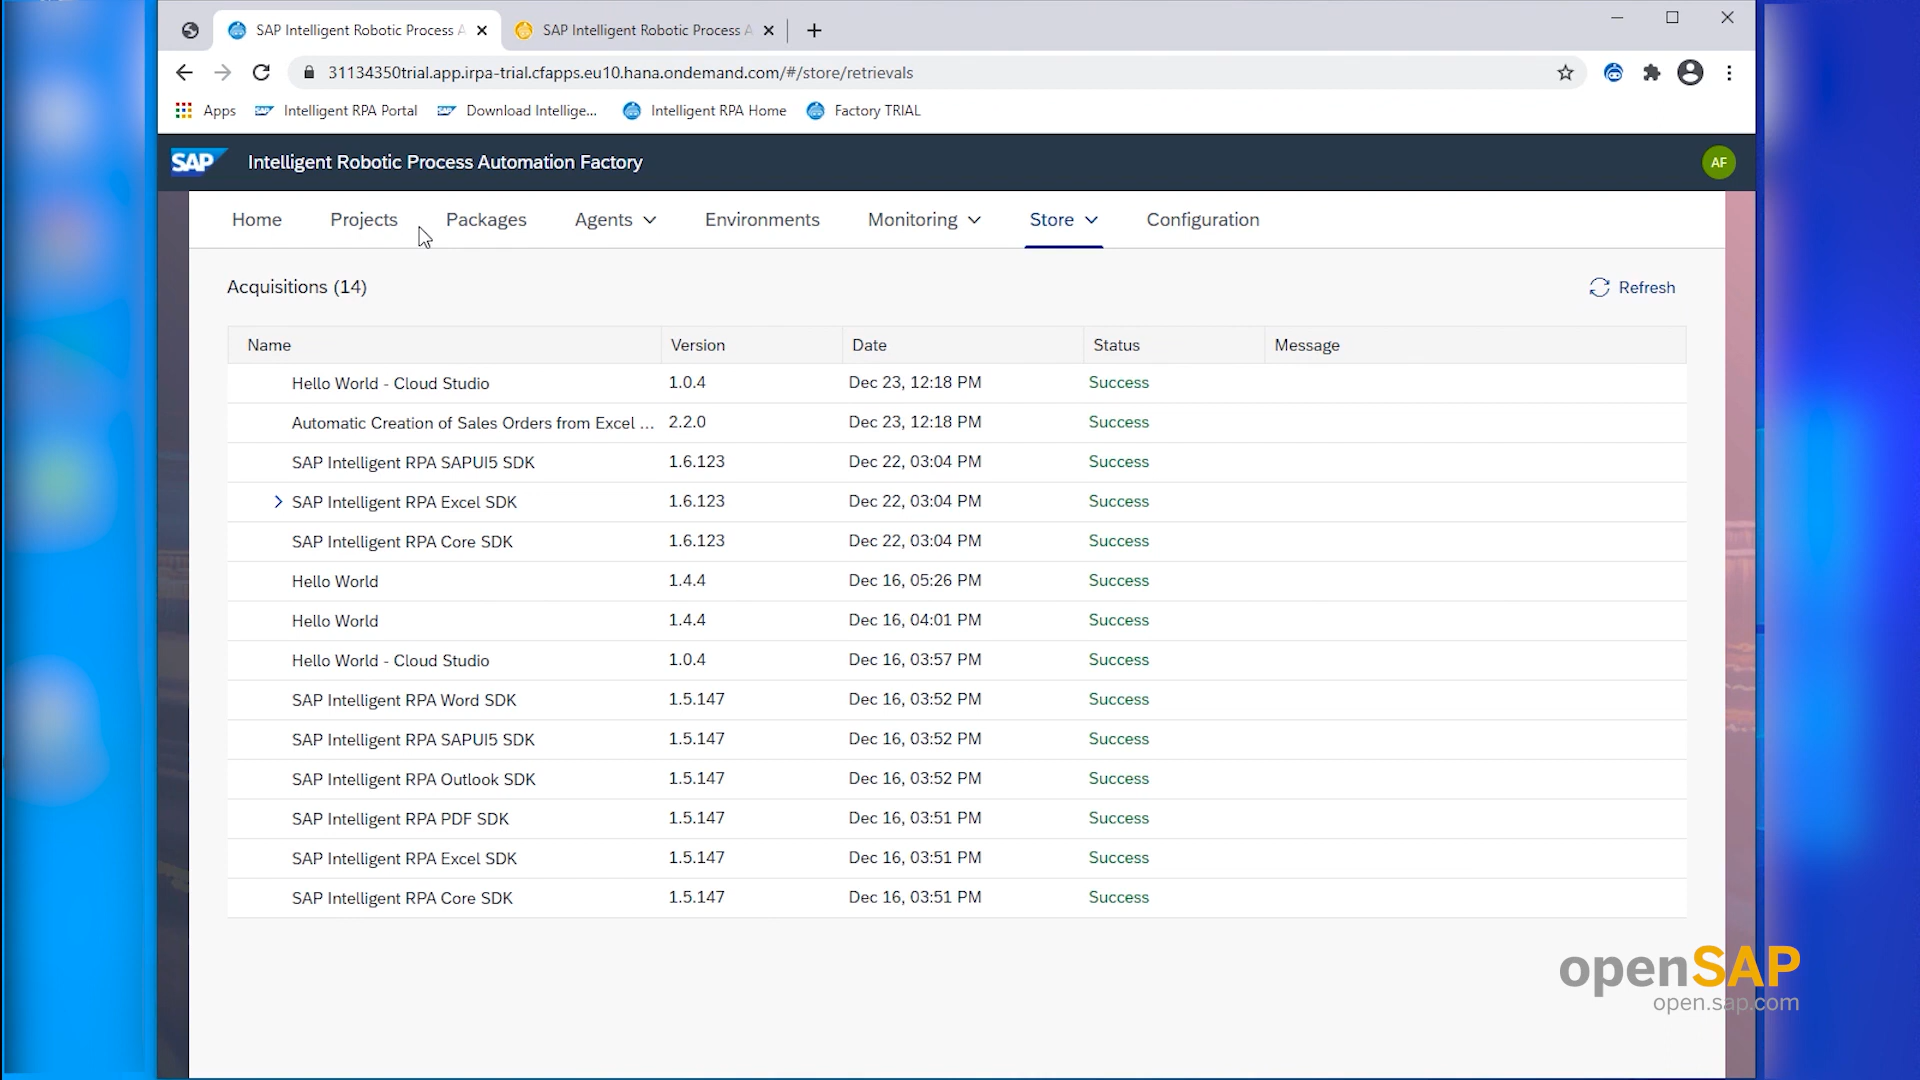 SAP Intelligent Robotic Process A
SAP Intelligent Robotic Process A
31134350trial.app.irpa-trial.cfapps.eu10.hana.ondemand.com/#/store/retrievals
Apps Intelligent RPA Portal Download Intellige... Intelligent RPA Home Factory TRIAL
SAP Intelligent Robotic Process Automation Factory AF
Home Projects Packages Agents Environments Monitoring Store Configuration
Acquisitions (14) Refresh
Name Version Date Status Message
Hello World - Cloud Studio 1.0.4 Dec 23, 12:18 PM Success
Automatic Creation of Sales Orders from Excel ... 2.2.0 Dec 23, 12:18 PM Success
SAP Intelligent RPA SAPUI5 SDK 1.6.123 Dec 22, 03:04 PM Success
SAP Intelligent RPA Excel SDK 1.6.123 Dec 22, 03:04 PM Success
SAP Intelligent RPA Core SDK 1.6.123 Dec 22, 03:04 PM Success
Hello World 1.4.4 Dec 16, 05:26 PM Success
Hello World 1.4.4 Dec 16, 04:01 PM Success
Hello World - Cloud Studio 1.0.4 Dec 16, 03:57 PM Success
SAP Intelligent RPA Word SDK 1.5.147 Dec 16, 03:52 PM Success
SAP Intelligent RPA SAPUI5 SDK 1.5.147 Dec 16, 03:52 PM Success
SAP Intelligent RPA Outlook SDK 1.5.147 Dec 16, 03:52 PM Success
SAP Intelligent RPA PDF SDK 1.5.147 Dec 16, 03:51 PM Success
SAP Intelligent RPA Excel SDK 1.5.147 Dec 16, 03:51 PM Success
SAP Intelligent RPA Core SDK 1.5.147 Dec 16, 03:51 PM Success
openSAP
open.sap.com